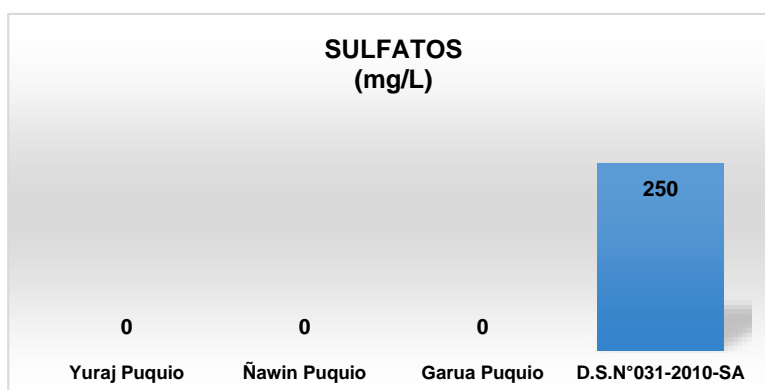 SULFATOS
(mg/L)
250
0 0 0
Yuraj Puquio Ñawin Puquio Garua Puquio D.S.N°031-2010-SA